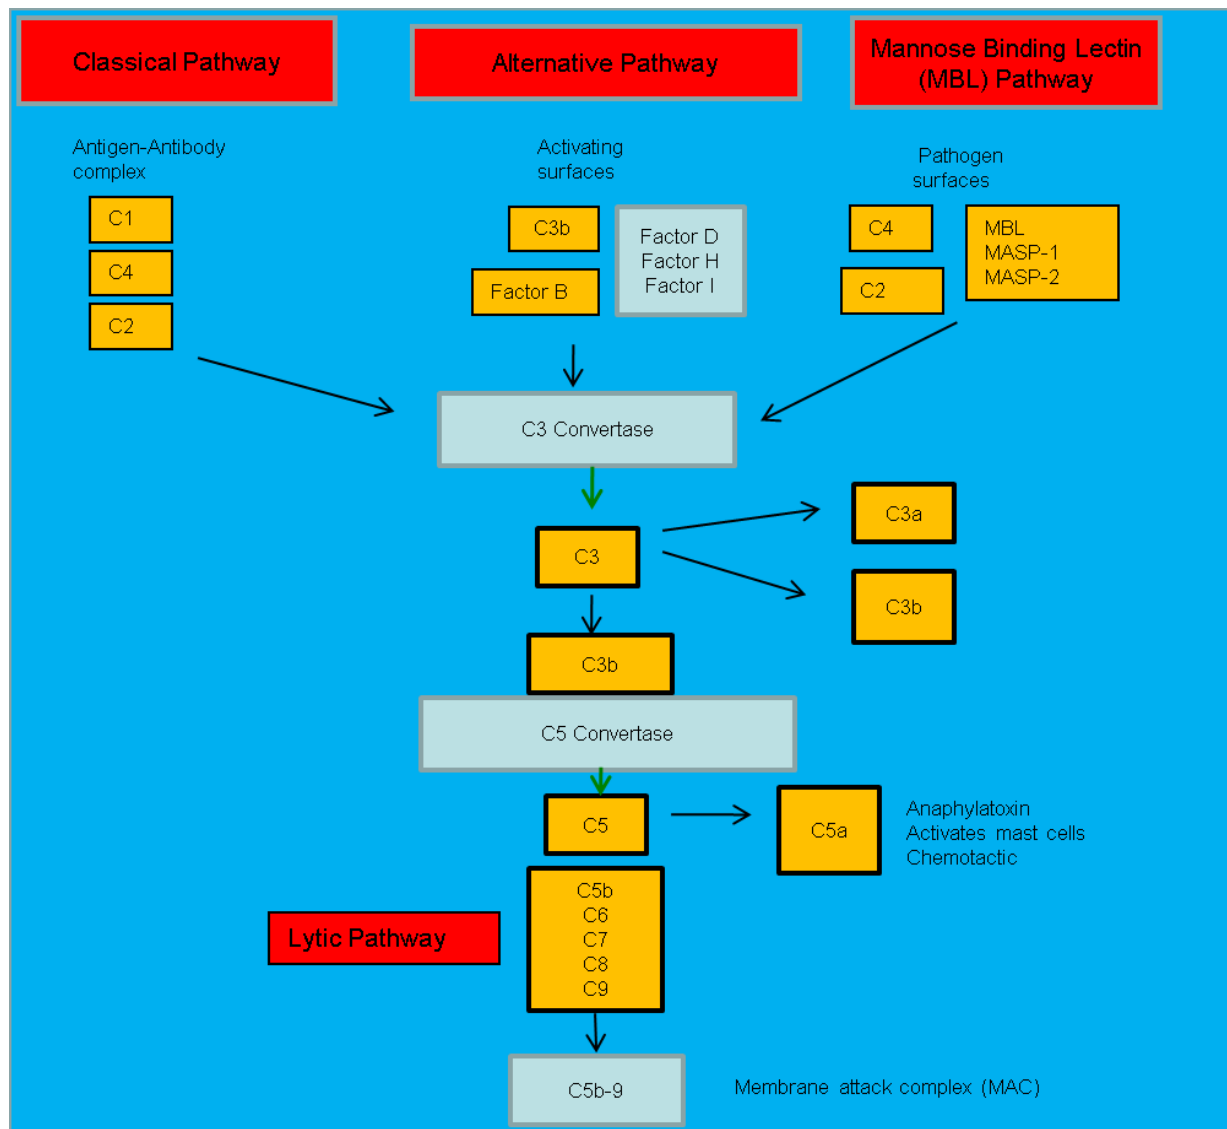 Classical Pathway
Alternative Pathway
Mannose Binding Lectin
(MBL) Pathway
Antigen-Antibody
complex
C1
C4
C2
Activating
surfaces
C3b
Factor B
Factor D
Factor H
Factor I
Pathogen
surfaces
C4
C2
MBL
MASP-1
MASP-2
C3 Convertase
C3
C3a
C3b
C3b
C5 Convertase
C5
C5a
Anaphylatoxin
Activates mast cells
Chemotactic
Lytic Pathway
C5b
C6
C7
C8
C9
C5b-9
Membrane attack complex (MAC)